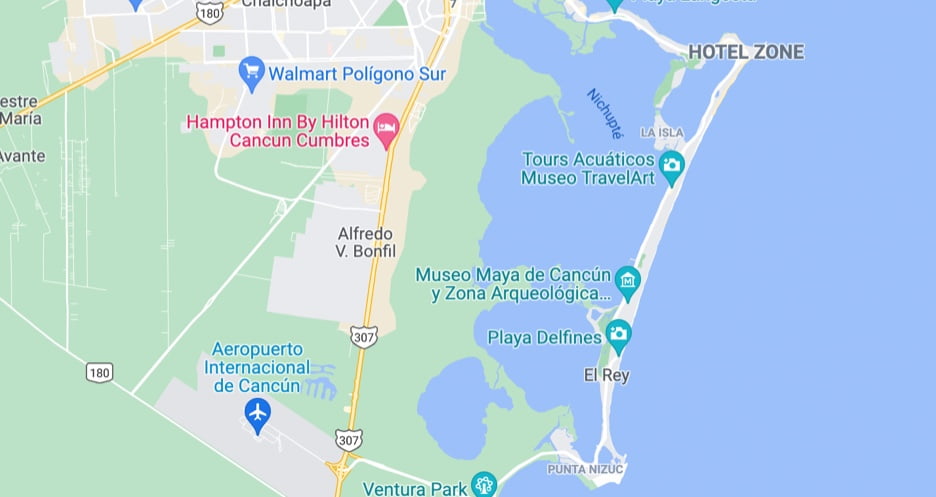 180
Chalchoapa
7
HOTEL ZONE
Walmart Polígono Sur
estre
María
Avante
Hampton Inn By Hilton
Cancun Cumbres
Nichupté
LA ISLA
Tours Acuáticos
Museo TravelArt
Alfredo
V. Bonfil
Museo Maya de Cancún
y Zona Arqueológica...
307
Playa Delfines
Aeropuerto
Internacional
de Cancún
180
El Rey
307
PUNTA NIZUC
Ventura Park